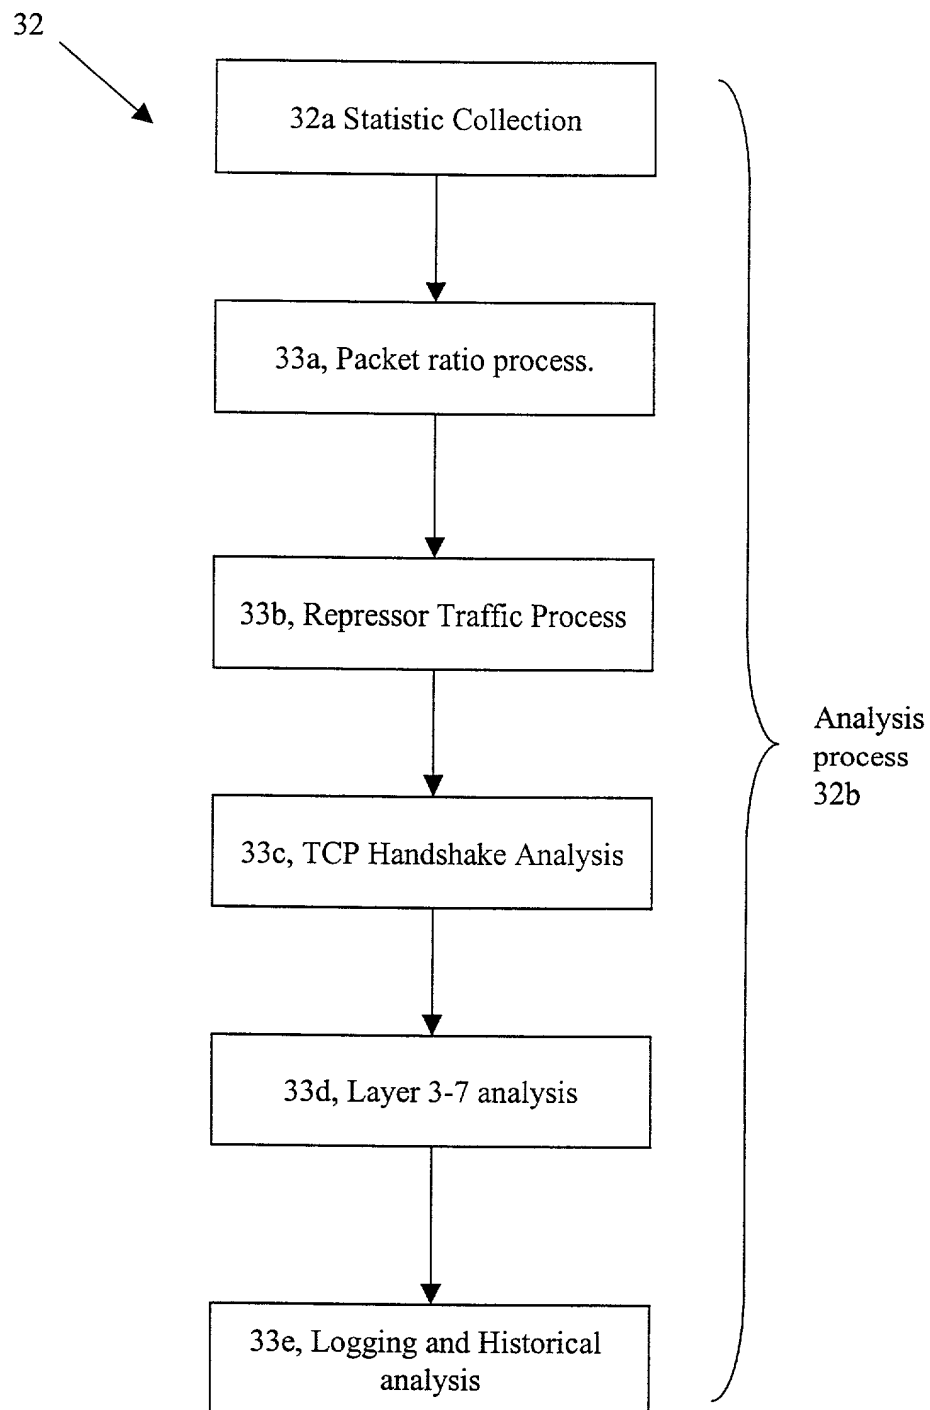 32
32a Statistic Collection
33a, Packet ratio process.
33b, Repressor Traffic Process
33c, TCP Handshake Analysis
Analysis
process
32b
33d, Layer 3-7 analysis
33e, Logging and Historical
analysis